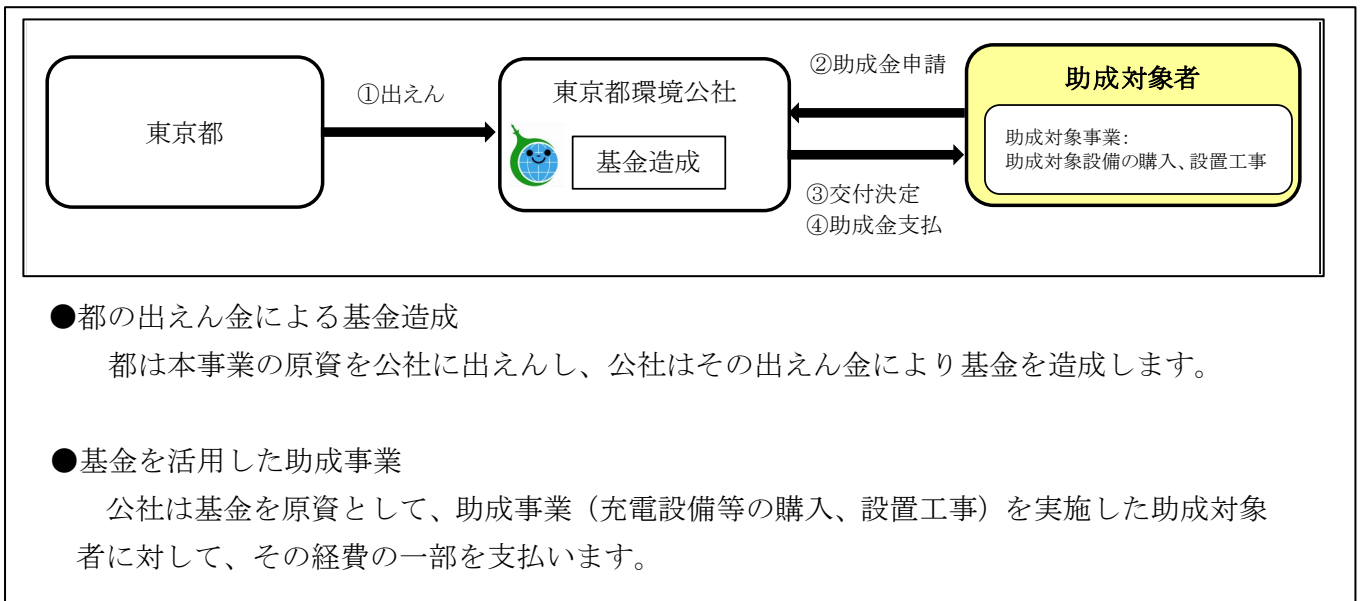 東京都
①出えん
東京都環境公社
基金造成
②助成金申請
③交付決定
④助成金支払
助成対象者
助成対象事業:
助成対象設備の購入、設置工事
●都の出えん金による基金造成
都は本事業の原資を公社に出えんし、公社はその出えん金により基金を造成します。
●基金を活用した助成事業
公社は基金を原資として、助成事業（充電設備等の購入、設置工事）を実施した助成対象
者に対して、その経費の一部を支払います。